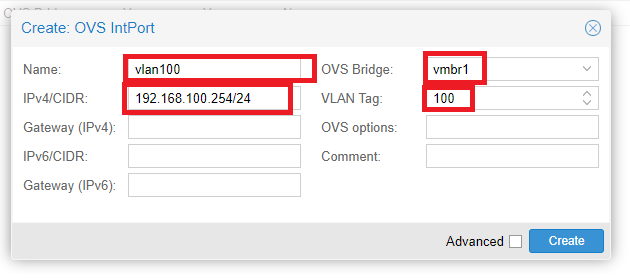 Create: OVS IntPort
Name: vlan100 OVS Bridge: vmbr1
IPv4/CIDR: 192.168.100.254/24 VLAN Tag: 100
Gateway (IPv4): OVS options:
IPv6/CIDR: Comment:
Gateway (IPv6):
Advanced Create